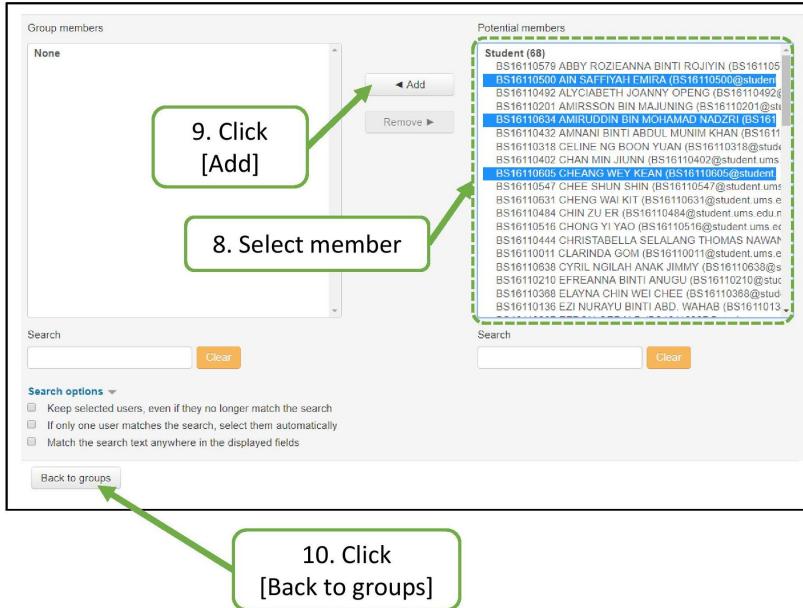 Group members
None
◄ Add
Remove ►
Potential members
Student (68)
BS16110579 ABBY ROZIEANNA BINTI ROJIYIN (BS161105
BS16110500 AIN SAFFIYAH EMIRA (BS16110500@student
BS16110492 ALYCIABETH JOANNY OPENG (BS16110492@
BS16110201 AMIRSSON BIN MAJUNING (BS16110201@stu
BS16110634 AMIRUDDIN BIN MOHAMAD NADZRI (BS161
BS16110432 AMNANI BINTI ABDUL MUNIM KHAN (BS1611
BS16110318 CELINE NG BOON YUAN (BS16110318@stude
BS16110402 CHAN MIN JIUNN (BS16110402@student.ums.
BS16110605 CHEANG WEY KEAN (BS16110605@student.
BS16110547 CHEE SHUN SHIN (BS16110547@student.ums
BS16110631 CHENG WAI KIT (BS16110631@student.ums.e
BS16110484 CHIN ZU ER (BS16110484@student.ums.edu.m
BS16110516 CHONG YI YAO (BS16110516@student.ums.e
BS16110444 CHRISTABELLA SELALANG THOMAS NAWAN
BS16110011 CLARINDA GOM (BS16110011@student.ums.e
BS16110638 CYRIL NGILAH ANAK JIMMY (BS16110638@s
BS16110210 EFREANNA BINTI ANUGU (BS16110210@stuc
BS16110368 ELAYNA CHIN WEI CHEE (BS16110368@stud
BS16110136 EZI NURAYU BINTI ABD. WAHAB (BS1611013
9. Click
[Add]
8. Select member
Search
Clear
Search
Clear
Search options
Keep selected users, even if they no longer match the search
If only one user matches the search, select them automatically
Match the search text anywhere in the displayed fields
Back to groups
10. Click
[Back to groups]